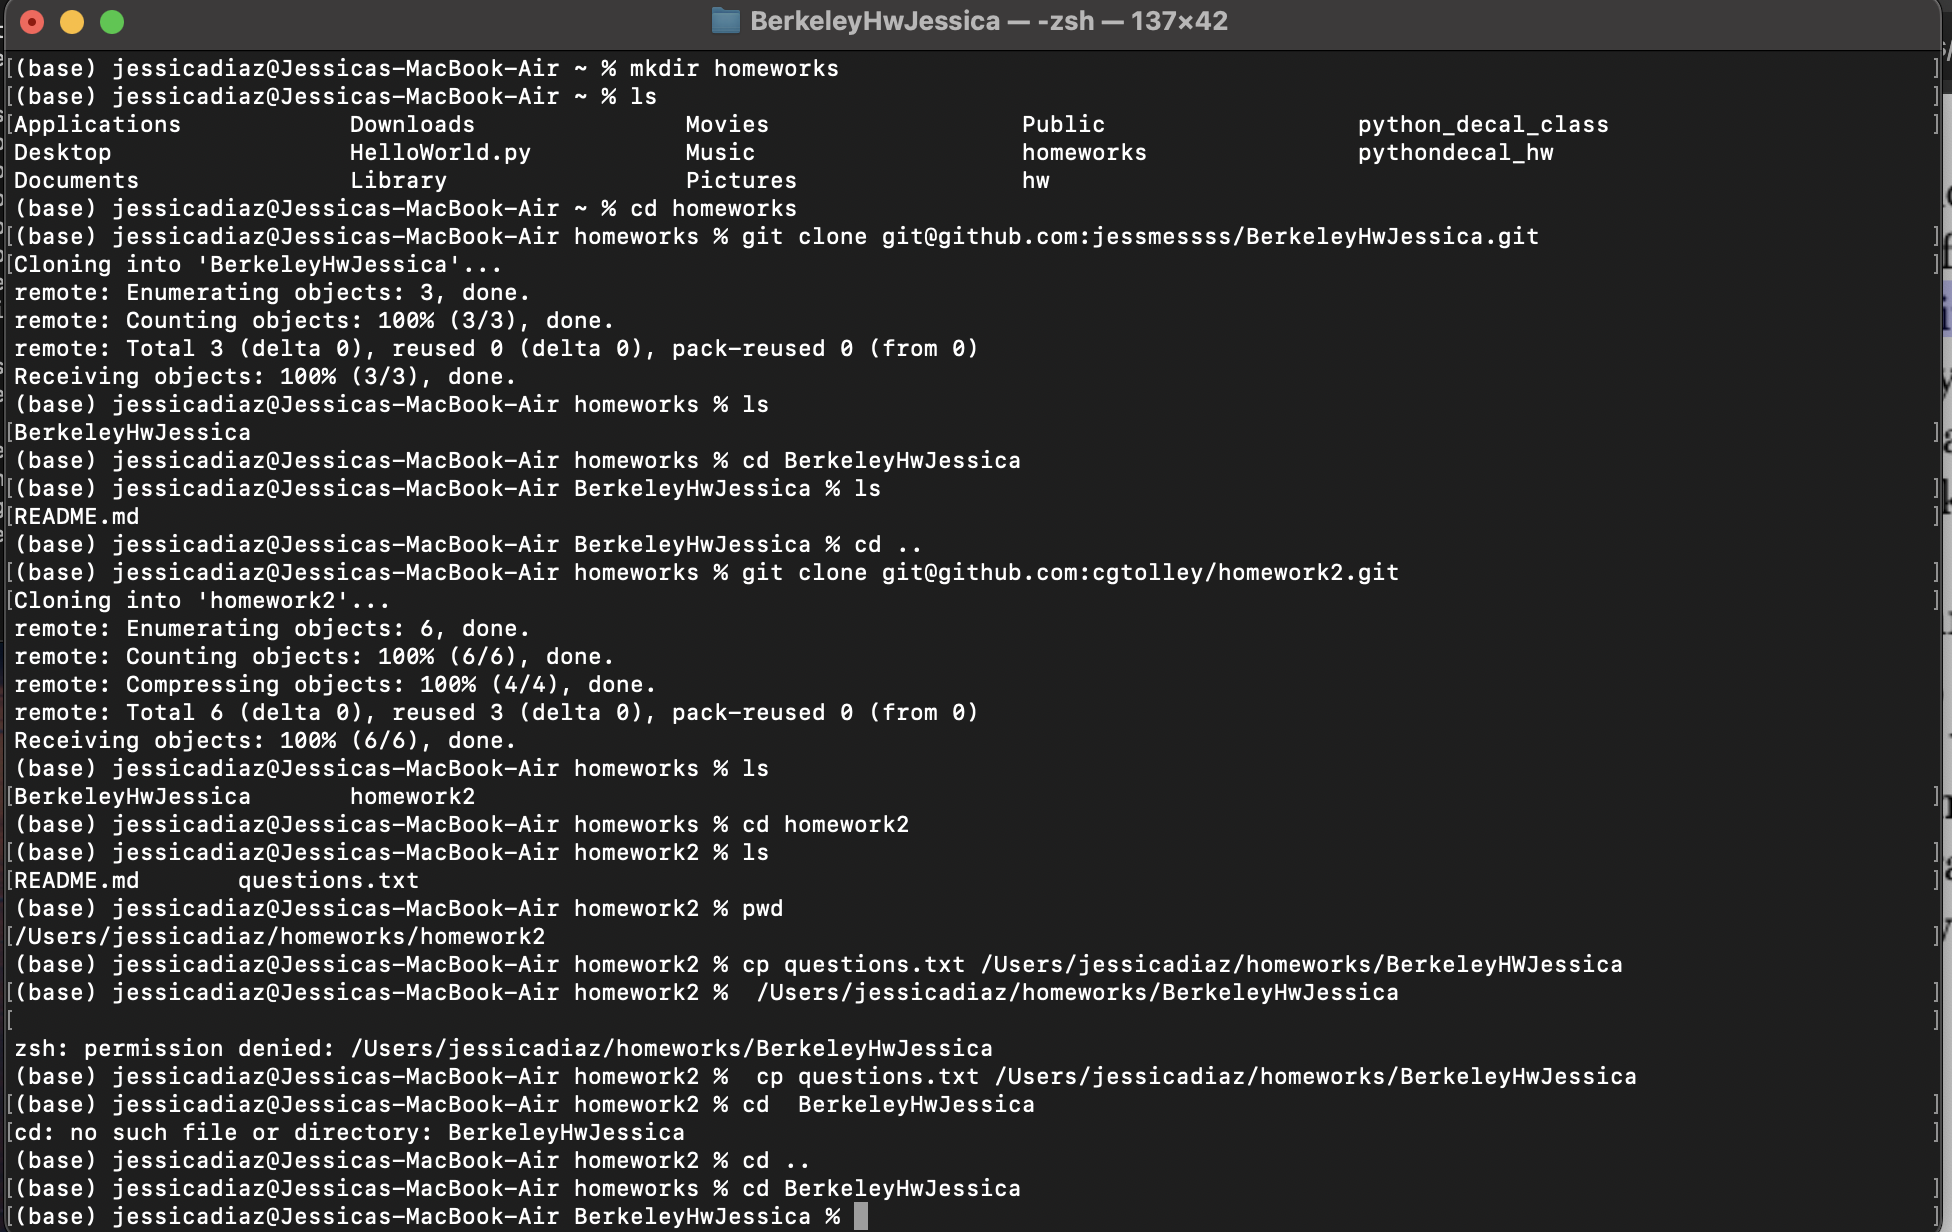 BerkeleyHwJessica — -zsh — 137×42
[(base) jessicadiaz@Jessicas-MacBook-Air ~ % mkdir homeworks ]
[(base) jessicadiaz@Jessicas-MacBook-Air ~ % ls ]
[Applications Downloads Movies Public python_decal_class ]
Desktop HelloWorld.py Music homeworks pythondecal_hw
Documents Library Pictures hw
(base) jessicadiaz@Jessicas-MacBook-Air ~ % cd homeworks
[(base) jessicadiaz@Jessicas-MacBook-Air homeworks % git clone git@github.com:jessmessss/BerkeleyHwJessica.git ]
[Cloning into 'BerkeleyHwJessica'... ]
remote: Enumerating objects: 3, done.
remote: Counting objects: 100% (3/3), done.
remote: Total 3 (delta 0), reused 0 (delta 0), pack-reused 0 (from 0)
Receiving objects: 100% (3/3), done.
(base) jessicadiaz@Jessicas-MacBook-Air homeworks % ls
[BerkeleyHwJessica ]
(base) jessicadiaz@Jessicas-MacBook-Air homeworks % cd BerkeleyHwJessica
[(base) jessicadiaz@Jessicas-MacBook-Air BerkeleyHwJessica % ls ]
[README.md ]
(base) jessicadiaz@Jessicas-MacBook-Air BerkeleyHwJessica % cd ..
[(base) jessicadiaz@Jessicas-MacBook-Air homeworks % git clone git@github.com:cgtolley/homework2.git ]
[Cloning into 'homework2'... ]
remote: Enumerating objects: 6, done.
remote: Counting objects: 100% (6/6), done.
remote: Compressing objects: 100% (4/4), done.
remote: Total 6 (delta 0), reused 3 (delta 0), pack-reused 0 (from 0)
Receiving objects: 100% (6/6), done.
(base) jessicadiaz@Jessicas-MacBook-Air homeworks % ls
[BerkeleyHwJessica homework2 ]
(base) jessicadiaz@Jessicas-MacBook-Air homeworks % cd homework2
[(base) jessicadiaz@Jessicas-MacBook-Air homework2 % ls ]
[README.md questions.txt ]
(base) jessicadiaz@Jessicas-MacBook-Air homework2 % pwd
[/Users/jessicadiaz/homeworks/homework2 ]
(base) jessicadiaz@Jessicas-MacBook-Air homework2 % cp questions.txt /Users/jessicadiaz/homeworks/BerkeleyHWJessica
[(base) jessicadiaz@Jessicas-MacBook-Air homework2 %  /Users/jessicadiaz/homeworks/BerkeleyHwJessica ]
[ ]
zsh: permission denied: /Users/jessicadiaz/homeworks/BerkeleyHwJessica
(base) jessicadiaz@Jessicas-MacBook-Air homework2 %  cp questions.txt /Users/jessicadiaz/homeworks/BerkeleyHwJessica
[(base) jessicadiaz@Jessicas-MacBook-Air homework2 % cd  BerkeleyHwJessica ]
[cd: no such file or directory: BerkeleyHwJessica ]
(base) jessicadiaz@Jessicas-MacBook-Air homework2 % cd ..
[(base) jessicadiaz@Jessicas-MacBook-Air homeworks % cd BerkeleyHwJessica ]
[(base) jessicadiaz@Jessicas-MacBook-Air BerkeleyHwJessica % ]